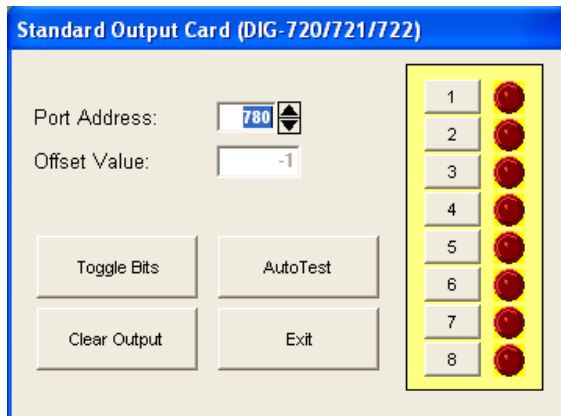 Standard Output Card (DIG-720/721/722)
Port Address: 780
Offset Value: -1
Toggle Bits AutoTest
Clear Output Exit
1
2
3
4
5
6
7
8